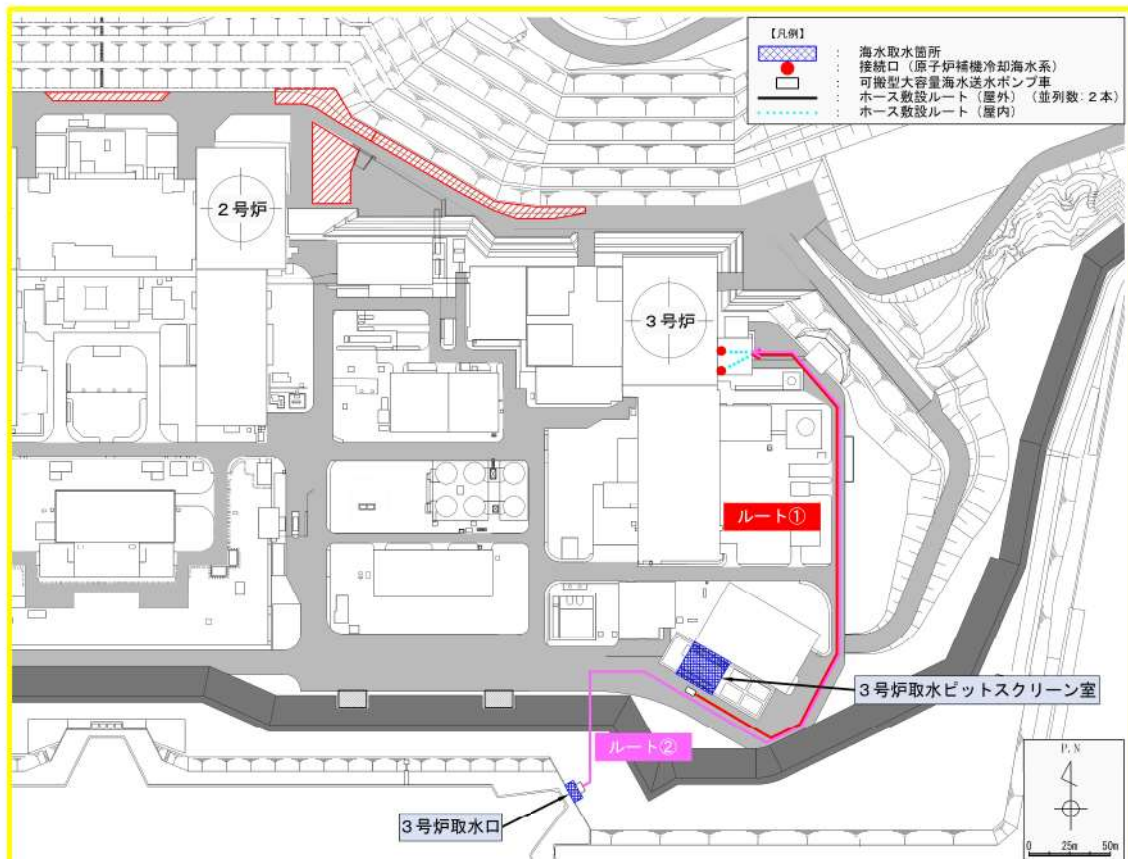 【凡例】
： 海水取水箇所
： 接続口（原子炉補機冷却海水系）
： 可搬型大容量海水送水ポンプ車
： ホース敷設ルート（屋外）（並列数：２本）
： ホース敷設ルート（屋内）
２号炉
３号炉
ルート①
３号炉取水ピットスクリーン室
ルート②
３号炉取水口
P.N
0 25m 50m